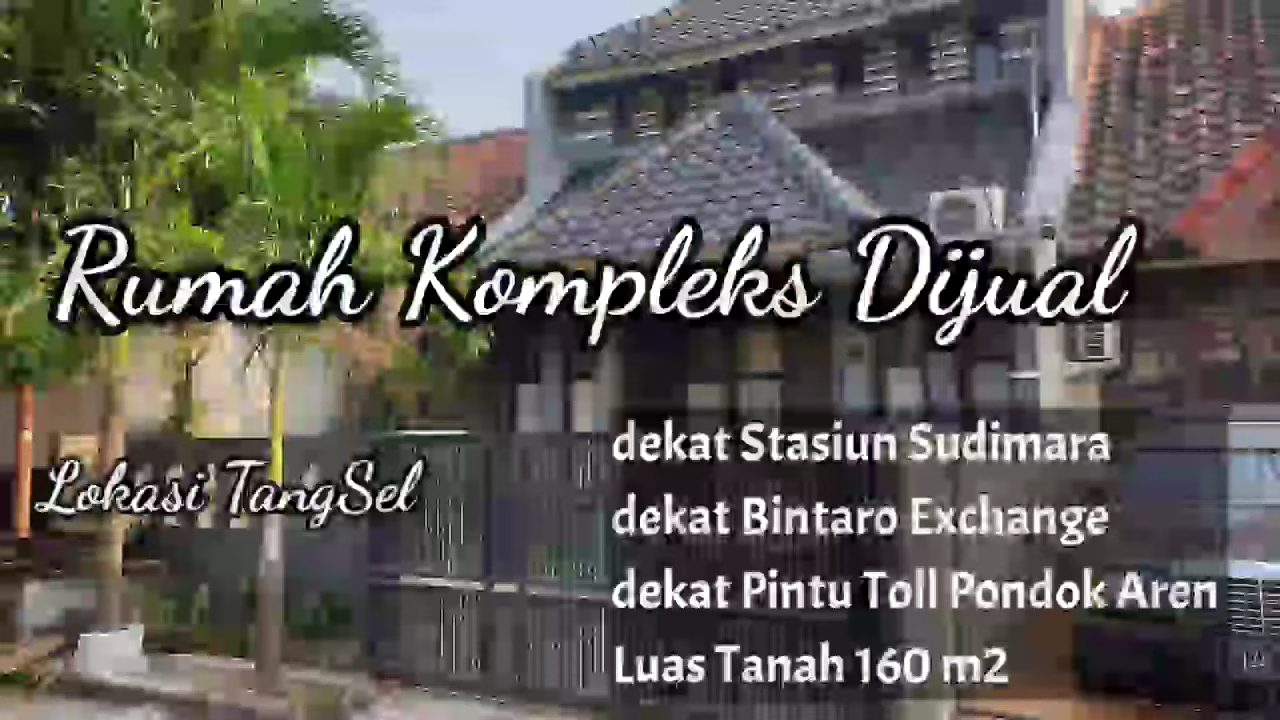 Rumah Kompleks Dijual
Lokasi TangSel
dekat Stasiun Sudimara
dekat Bintaro Exchange
dekat Pintu Toll Pondok Aren
Luas Tanah 160 m2